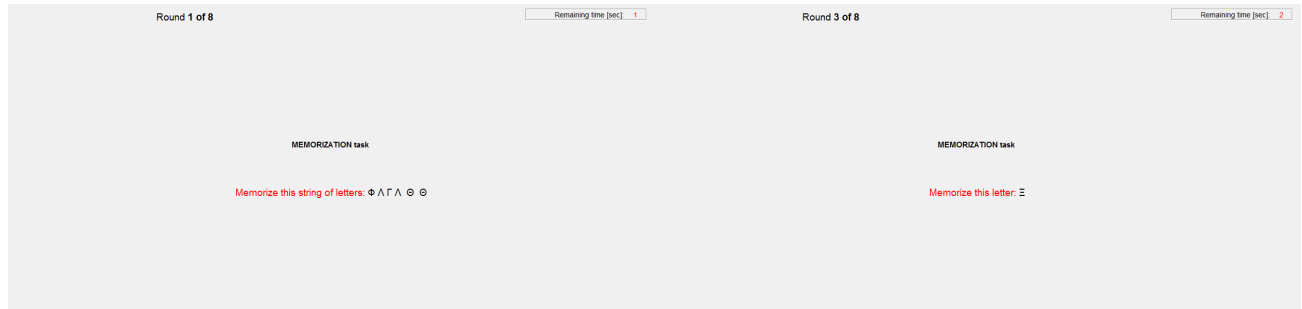 Round 1 of 8
Remaining time [sec]: 1
MEMORIZATION task
Memorize this string of letters: Φ Λ Γ Λ Θ Θ
Round 3 of 8
Remaining time [sec]: 2
MEMORIZATION task
Memorize this letter: Ξ